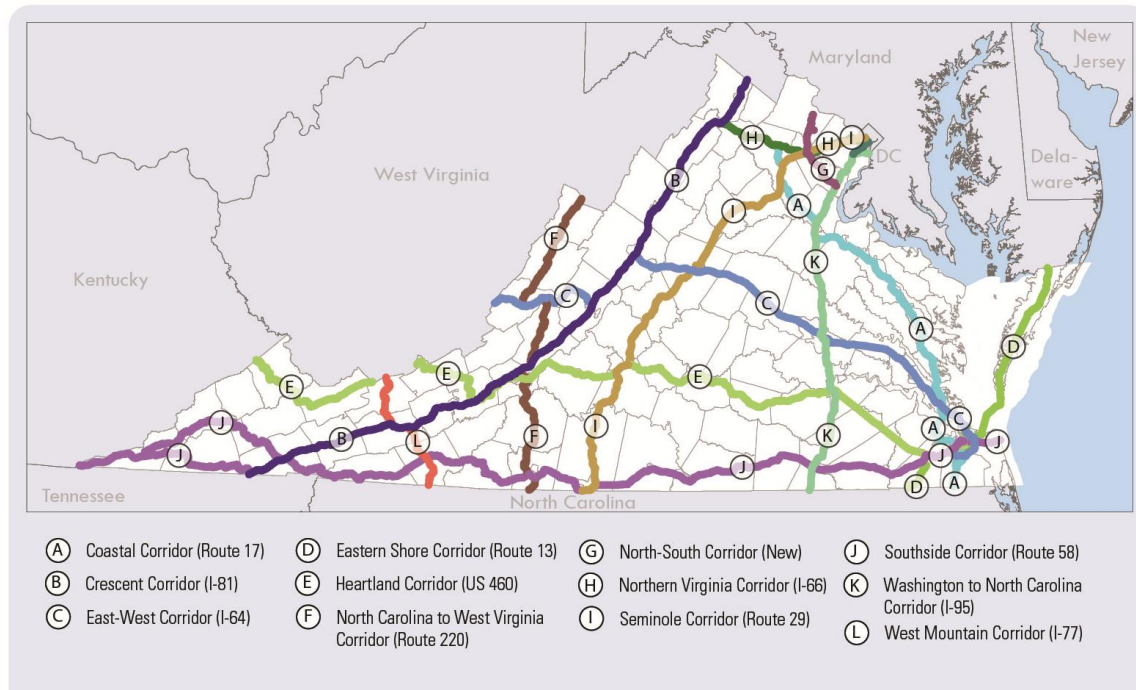 New
Jersey
Maryland
H
I
H
DC
Dela-
ware
West Virginia
B
G
A
I
F
K
Kentucky
C
C
A
D
E
E
E
J
I
F
K
A
C
B
L
J
J
J
J
D
A
Tennessee
North Carolina
A Coastal Corridor (Route 17)
B Crescent Corridor (I-81)
C East-West Corridor (I-64)
D Eastern Shore Corridor (Route 13)
E Heartland Corridor (US 460)
F North Carolina to West Virginia
Corridor (Route 220)
G North-South Corridor (New)
H Northern Virginia Corridor (I-66)
I Seminole Corridor (Route 29)
J Southside Corridor (Route 58)
K Washington to North Carolina
Corridor (I-95)
L West Mountain Corridor (I-77)